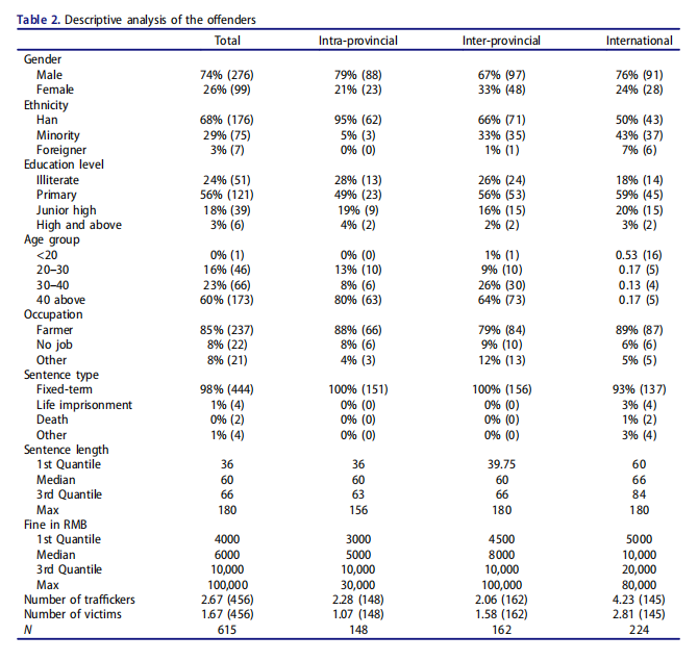 Table 2. Descriptive analysis of the offenders
Total Intra-provincial Inter-provincial International
Gender
Male 74% (276) 79% (88) 67% (97) 76% (91)
Female 26% (99) 21% (23) 33% (48) 24% (28)
Ethnicity
Han 68% (176) 95% (62) 66% (71) 50% (43)
Minority 29% (75) 5% (3) 33% (35) 43% (37)
Foreigner 3% (7) 0% (0) 1% (1) 7% (6)
Education level
Illiterate 24% (51) 28% (13) 26% (24) 18% (14)
Primary 56% (121) 49% (23) 56% (53) 59% (45)
Junior high 18% (39) 19% (9) 16% (15) 20% (15)
High and above 3% (6) 4% (2) 2% (2) 3% (2)
Age group
<20 0% (1) 0% (0) 1% (1) 0.53 (16)
20–30 16% (46) 13% (10) 9% (10) 0.17 (5)
30–40 23% (66) 8% (6) 26% (30) 0.13 (4)
40 above 60% (173) 80% (63) 64% (73) 0.17 (5)
Occupation
Farmer 85% (237) 88% (66) 79% (84) 89% (87)
No job 8% (22) 8% (6) 9% (10) 6% (6)
Other 8% (21) 4% (3) 12% (13) 5% (5)
Sentence type
Fixed-term 98% (444) 100% (151) 100% (156) 93% (137)
Life imprisonment 1% (4) 0% (0) 0% (0) 3% (4)
Death 0% (2) 0% (0) 0% (0) 1% (2)
Other 1% (4) 0% (0) 0% (0) 3% (4)
Sentence length
1st Quantile 36 36 39.75 60
Median 60 60 60 66
3rd Quantile 66 63 66 84
Max 180 156 180 180
Fine in RMB
1st Quantile 4000 3000 4500 5000
Median 6000 5000 8000 10,000
3rd Quantile 10,000 10,000 10,000 20,000
Max 100,000 30,000 100,000 80,000
Number of traffickers 2.67 (456) 2.28 (148) 2.06 (162) 4.23 (145)
Number of victims 1.67 (456) 1.07 (148) 1.58 (162) 2.81 (145)
N 615 148 162 224